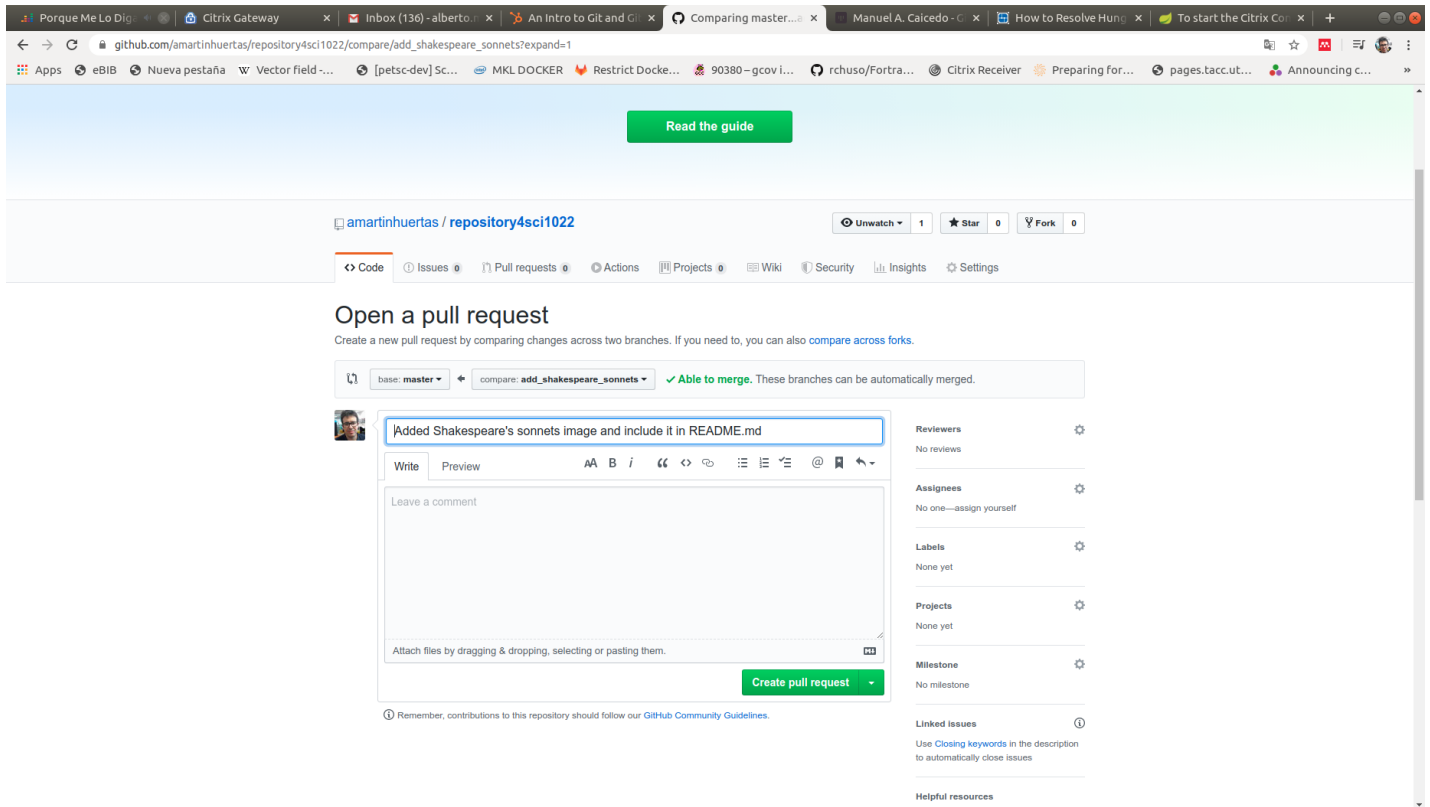 Porque Me Lo Diga
Citrix Gateway
Inbox (136) - alberto.m
An Intro to Git and Git
Comparing master...a
Manuel A. Caicedo - G
How to Resolve Hung
To start the Citrix Con
github.com/amartinhuertas/repository4sci1022/compare/add_shakespeare_sonnets?expand=1
Apps eBIB Nueva pestaña Vector field -... [petsc-dev] Sc... MKL DOCKER Restrict Docke... 90380 – gcov i... rchuso/Fortra... Citrix Receiver Preparing for... pages.tacc.ut... Announcing c... »
Read the guide
amartinhuertas / repository4sci1022
Unwatch 1 Star 0 Fork 0
Code Issues 0 Pull requests 0 Actions Projects 0 Wiki Security Insights Settings
Open a pull request
Create a new pull request by comparing changes across two branches. If you need to, you can also compare across forks.
base: master compare: add_shakespeare_sonnets Able to merge. These branches can be automatically merged.
Added Shakespeare's sonnets image and include it in README.md
Write Preview AA B i
Leave a comment
Attach files by dragging & dropping, selecting or pasting them.
Create pull request
Remember, contributions to this repository should follow our GitHub Community Guidelines.
Reviewers
No reviews
Assignees
No one—assign yourself
Labels
None yet
Projects
None yet
Milestone
No milestone
Linked issues
Use Closing keywords in the description
to automatically close issues
Helpful resources